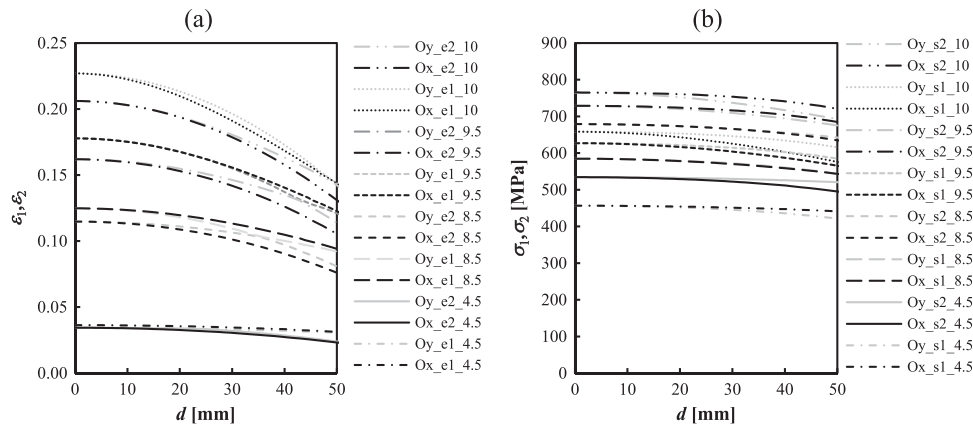 (a)
0.25
0.20
0.15
0.10
0.05
0.00
ε1,ε2
0
10
20
30
40
50
d [mm]
Oy_e2_10
Ox_e2_10
Oy_e1_10
Ox_e1_10
Oy_e2_9.5
Ox_e2_9.5
Oy_e1_9.5
Ox_e1_9.5
Oy_e2_8.5
Ox_e2_8.5
Oy_e1_8.5
Ox_e1_8.5
Oy_e2_4.5
Ox_e2_4.5
Oy_e1_4.5
Ox_e1_4.5
(b)
900
800
700
600
500
400
300
200
100
0
σ1,σ2 [MPa]
0
10
20
30
40
50
d [mm]
Oy_s2_10
Ox_s2_10
Oy_s1_10
Ox_s1_10
Oy_s2_9.5
Ox_s2_9.5
Oy_s1_9.5
Ox_s1_9.5
Oy_s2_8.5
Ox_s2_8.5
Oy_s1_8.5
Ox_s1_8.5
Oy_s2_4.5
Ox_s2_4.5
Oy_s1_4.5
Ox_s1_4.5